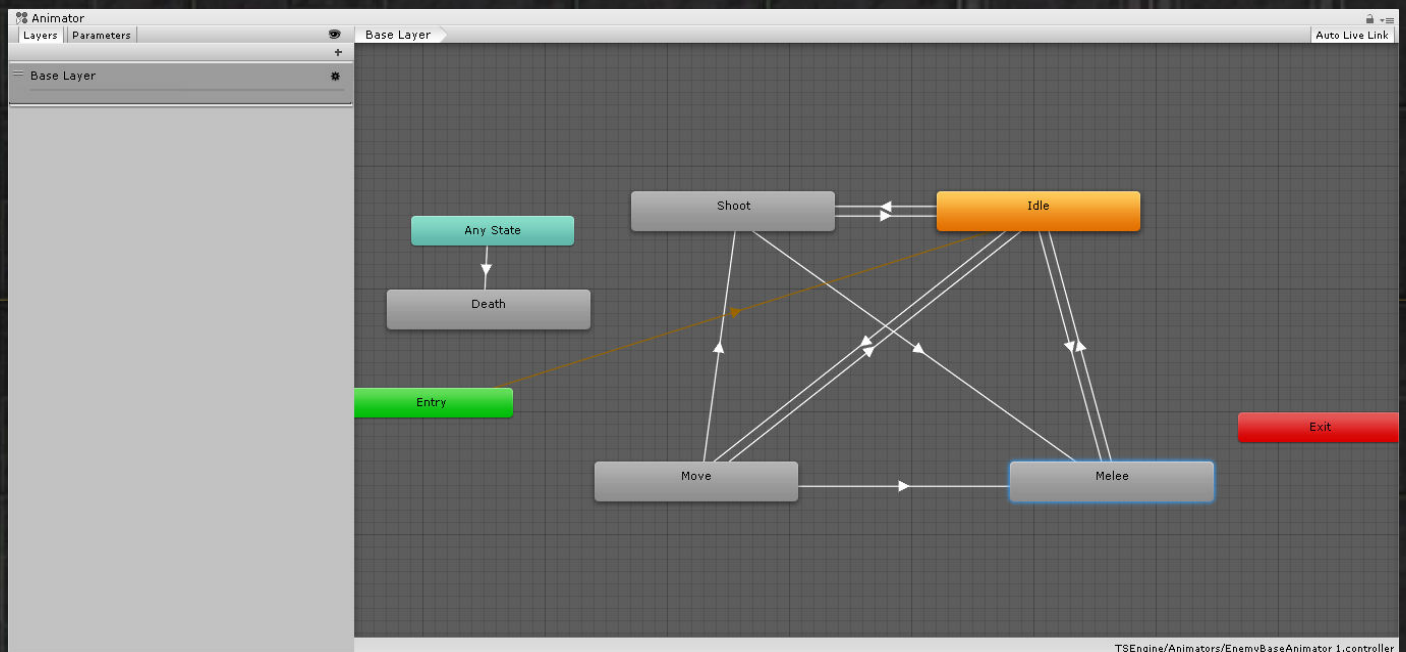 Animator
Layers Parameters
Base Layer
Auto Live Link
Base Layer
Shoot
Idle
Any State
Death
Entry
Exit
Move
Melee
TSEngine/Animators/EnemyBaseAnimator 1.controller